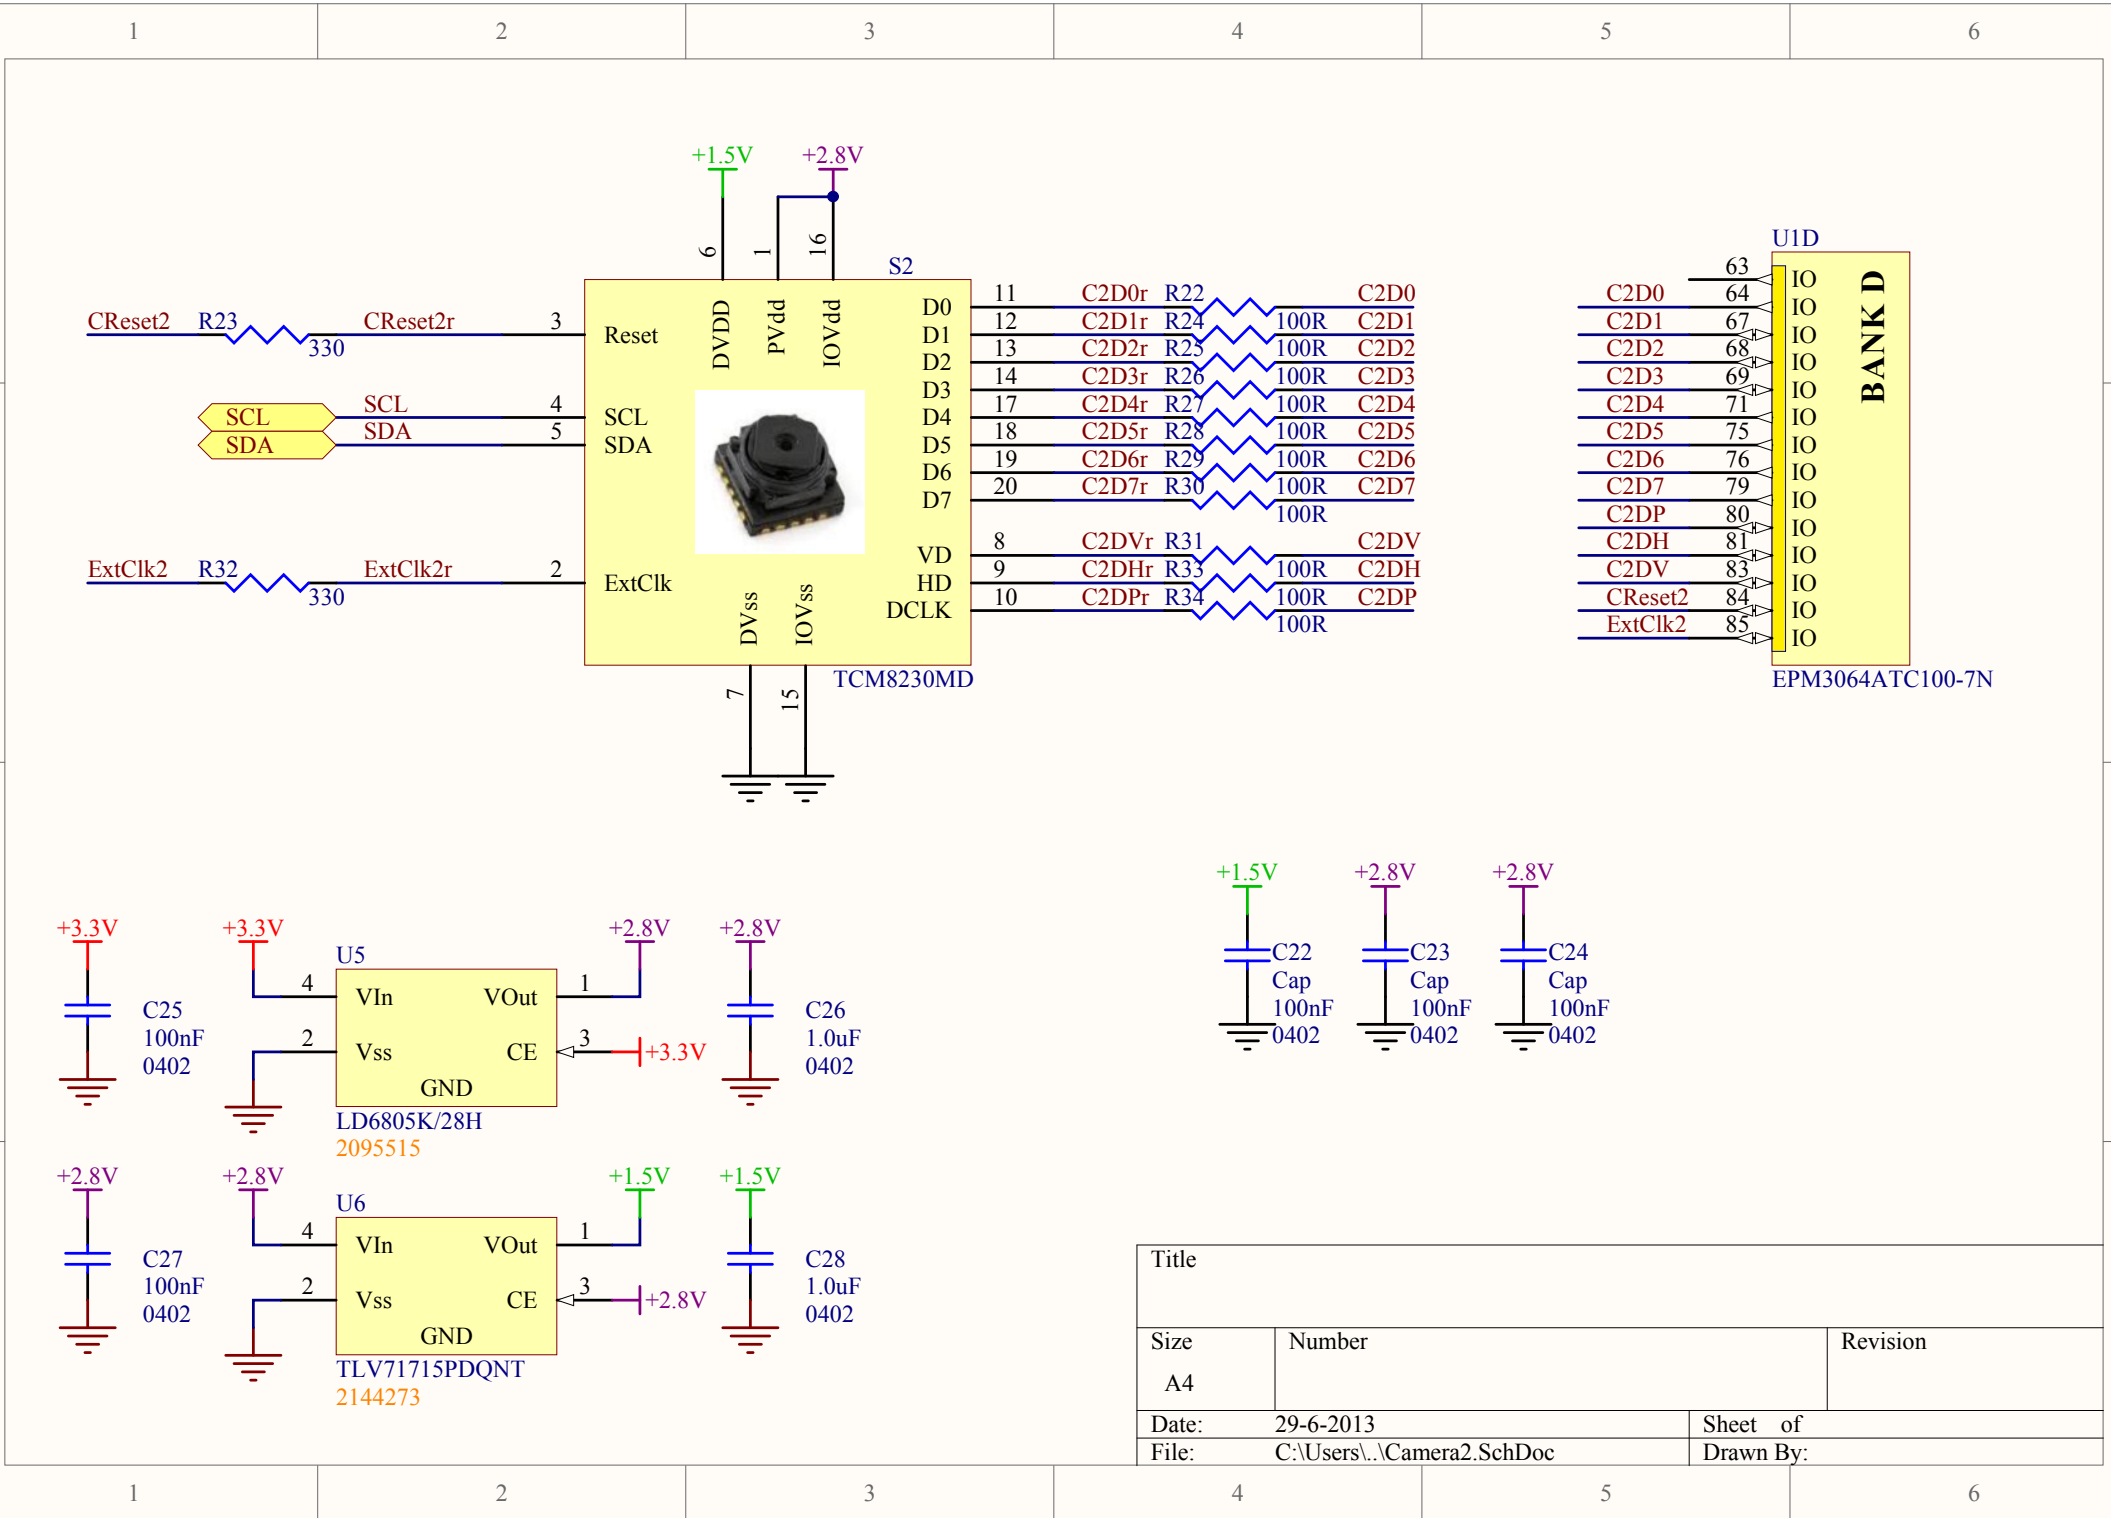 1 2 3 4 5 6
+1.5V +2.8V
6 1 16
S2
DVDD PVdd IOVdd
CReset2 R23 330 CReset2r 3 Reset
SCL SCL 4 SCL
SDA SDA 5 SDA
ExtClk2 R32 330 ExtClk2r 2 ExtClk
D0 11 C2D0r R22 100R C2D0
D1 12 C2D1r R24 100R C2D1
D2 13 C2D2r R25 100R C2D2
D3 14 C2D3r R26 100R C2D3
D4 17 C2D4r R27 100R C2D4
D5 18 C2D5r R28 100R C2D5
D6 19 C2D6r R29 100R C2D6
D7 20 C2D7r R30 100R C2D7
VD 8 C2DVr R31 100R C2DV
HD 9 C2DHr R33 100R C2DH
DCLK 10 C2DPr R34 100R C2DP
DVss IOVss
7 15
TCM8230MD
U1D
BANK D
63 IO
C2D0 64 IO
C2D1 67 IO
C2D2 68 IO
C2D3 69 IO
C2D4 71 IO
C2D5 75 IO
C2D6 76 IO
C2D7 79 IO
C2DP 80 IO
C2DH 81 IO
C2DV 83 IO
CReset2 84 IO
ExtClk2 85 IO
EPM3064ATC100-7N
+1.5V
C22
Cap
100nF
0402
+2.8V
C23
Cap
100nF
0402
+2.8V
C24
Cap
100nF
0402
+3.3V
C25
100nF
0402
+3.3V
U5
4 VIn VOut 1 +2.8V
2 Vss CE 3 +3.3V
GND
LD6805K/28H
2095515
+2.8V
C26
1.0uF
0402
+2.8V
C27
100nF
0402
+2.8V
U6
4 VIn VOut 1 +1.5V
2 Vss CE 3 +2.8V
GND
TLV71715PDQNT
2144273
+1.5V
C28
1.0uF
0402
Title
Size Number Revision
A4
Date: 29-6-2013 Sheet of
File: C:\Users\..\Camera2.SchDoc Drawn By:
1 2 3 4 5 6